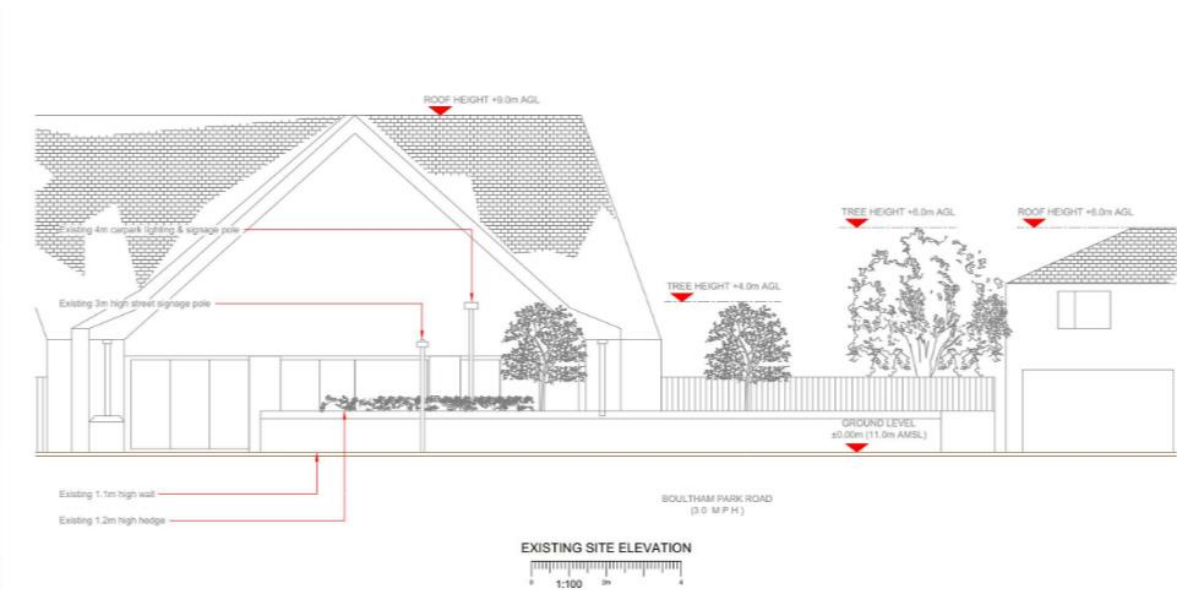 ROOF HEIGHT +9.0m AGL
TREE HEIGHT +6.0m AGL
ROOF HEIGHT +6.0m AGL
Existing 4m carpark lighting & signage pole
TREE HEIGHT +4.0m AGL
Existing 3m high street signage pole
GROUND LEVEL
±0.00m (11.0m AMSL)
Existing 1.1m high wall
BOULTHAM PARK ROAD
(30 MPH)
Existing 1.2m high hedge
EXISTING SITE ELEVATION
0 1:100 2m 4